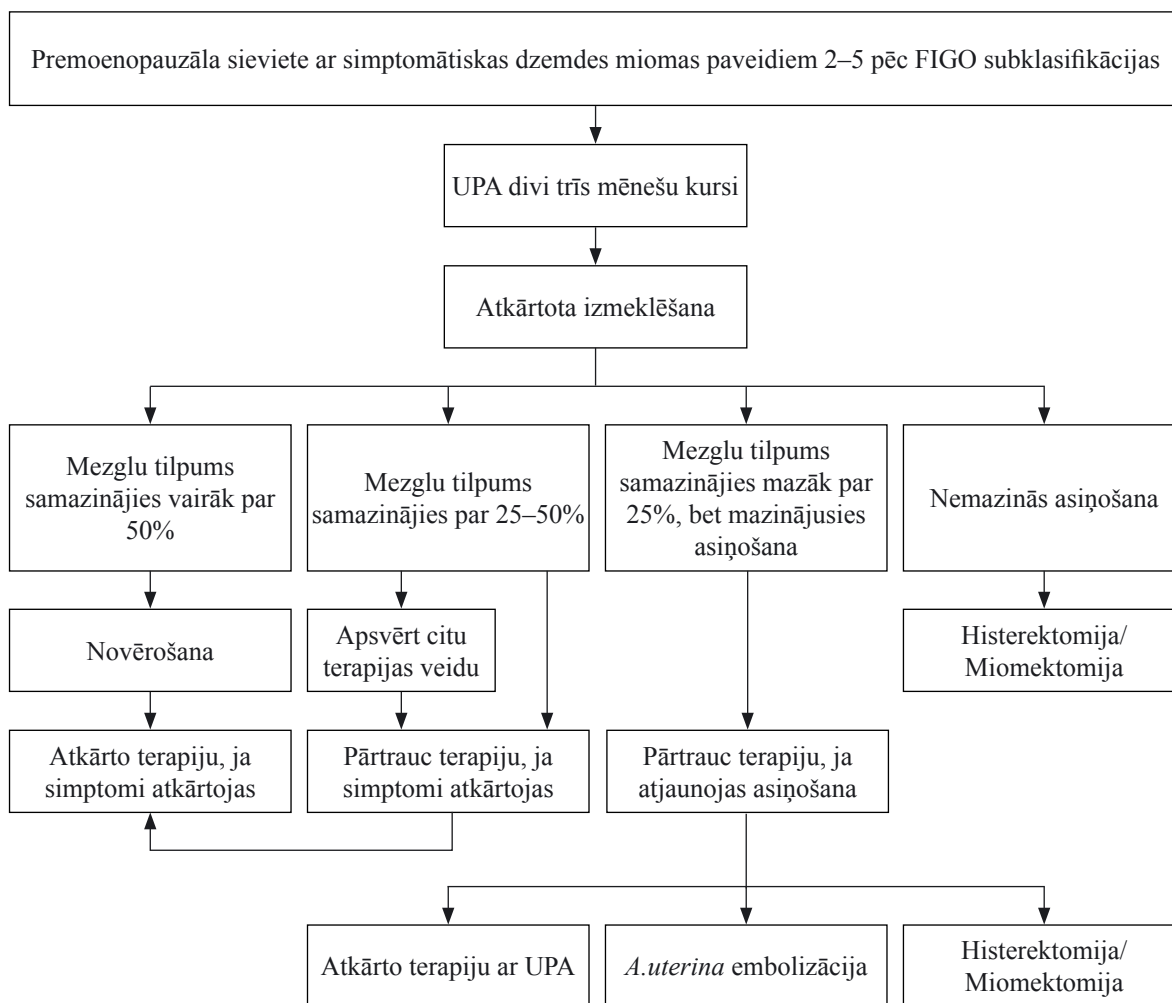 Premoenopauzāla sieviete ar simptomātiskas dzemdes miomas paveidiem 2–5 pēc FIGO subklasifikācijas
UPA divi trīs mēnešu kursi
Atkārtota izmeklēšana
Mezglu tilpums
samazinājies vairāk par
50%
Mezglu tilpums
samazinājies par 25–50%
Mezglu tilpums
samazinājies mazāk par
25%, bet mazinājusies
asiņošana
Nemazinās asiņošana
Novērošana
Apsvērt citu
terapijas veidu
Histerektomija/
Miomektomija
Atkārto terapiju, ja
simptomi atkārtojas
Pārtrauc terapiju, ja
simptomi atkārtojas
Pārtrauc terapiju, ja
atjaunojas asiņošana
Atkārto terapiju ar UPA
A.uterina embolizācija
Histerektomija/
Miomektomija